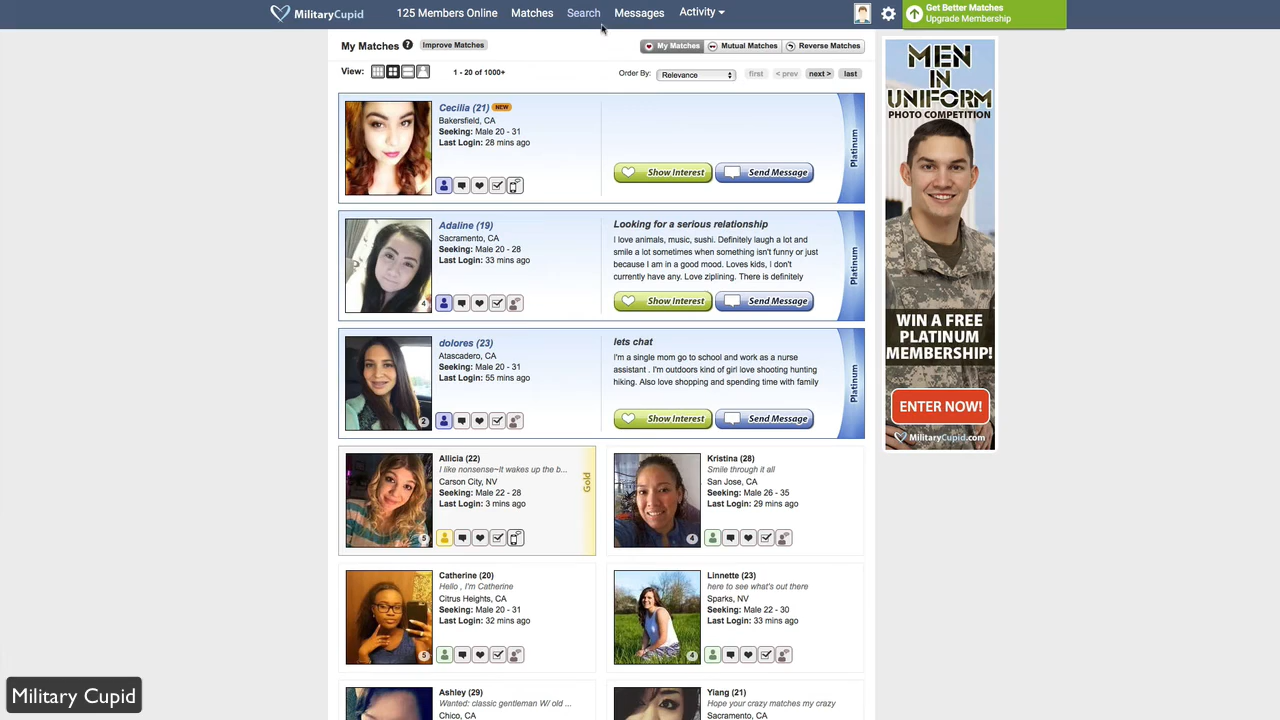 MilitaryCupid
125 Members Online
Matches
Search
Messages
Activity
Get Better Matches
Upgrade Membership
My Matches ?
Improve Matches
My Matches
Mutual Matches
Reverse Matches
View:
1 - 20 of 1000+
Order By:
Relevance
first
< prev
next >
last
Cecilia (21) NEW
Bakersfield, CA
Seeking: Male 20 - 31
Last Login: 28 mins ago
Show Interest
Send Message
Platinum
Adaline (19)
Sacramento, CA
Seeking: Male 20 - 28
Last Login: 33 mins ago
4
Looking for a serious relationship
I love animals, music, sushi. Definitely laugh a lot and
smile a lot sometimes when something isn't funny or just
because I am in a good mood. Loves kids, I don't
currently have any. Love ziplining. There is definitely
Show Interest
Send Message
Platinum
dolores (23)
Atascadero, CA
Seeking: Male 20 - 31
Last Login: 55 mins ago
2
lets chat
I'm a single mom go to school and work as a nurse
assistant . I'm outdoors kind of girl love shooting hunting
hiking. Also love shopping and spending time with family
Show Interest
Send Message
Platinum
Allicia (22)
I like nonsense~It wakes up the b...
Carson City, NV
Seeking: Male 22 - 28
Last Login: 3 mins ago
5
Gold
Kristina (28)
Smile through it all
San Jose, CA
Seeking: Male 26 - 35
Last Login: 29 mins ago
4
Catherine (20)
Hello , I'm Catherine
Citrus Heights, CA
Seeking: Male 20 - 31
Last Login: 32 mins ago
5
Linnette (23)
here to see what's out there
Sparks, NV
Seeking: Male 22 - 30
Last Login: 33 mins ago
4
Ashley (29)
Wanted: classic gentleman W/ old ...
Chico, CA
Yiang (21)
Hope your crazy matches my crazy
Sacramento, CA
MEN
IN
UNIFORM
PHOTO COMPETITION
WIN A FREE
PLATINUM
MEMBERSHIP!
ENTER NOW!
MilitaryCupid.com
Military Cupid